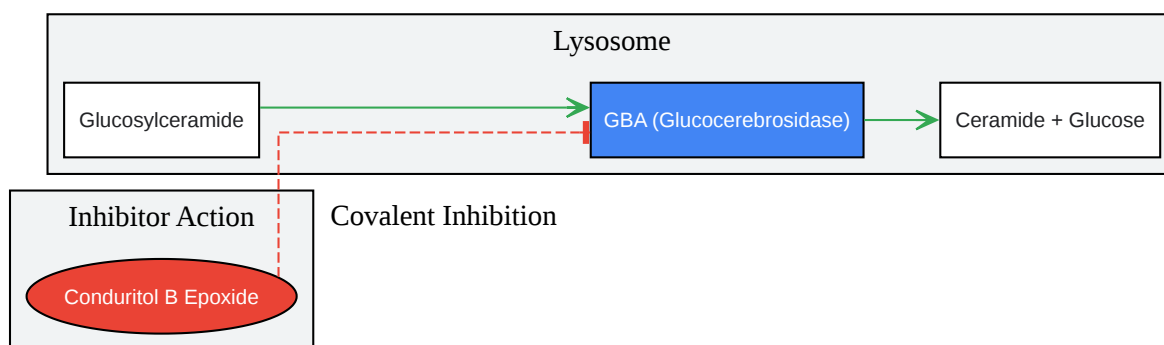 Lysosome
Glucosylceramide
GBA (Glucocerebrosidase)
Ceramide + Glucose
Inhibitor Action
Covalent Inhibition
Conduritol B Epoxide